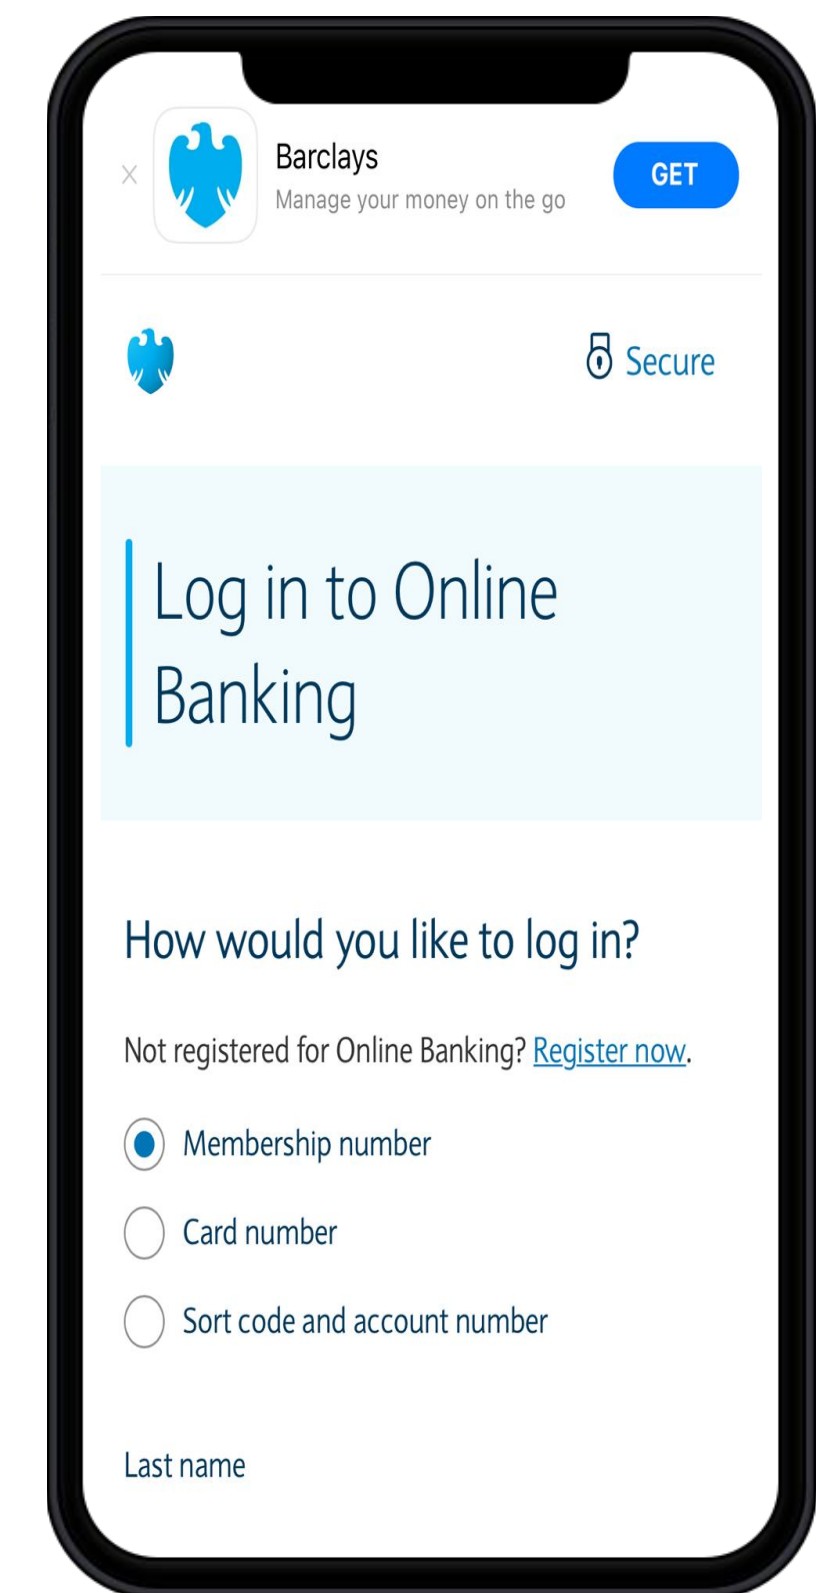 Barclays
Manage your money on the go
GET
Secure
Log in to Online
Banking
How would you like to log in?
Not registered for Online Banking? Register now.
Membership number
Card number
Sort code and account number
Last name